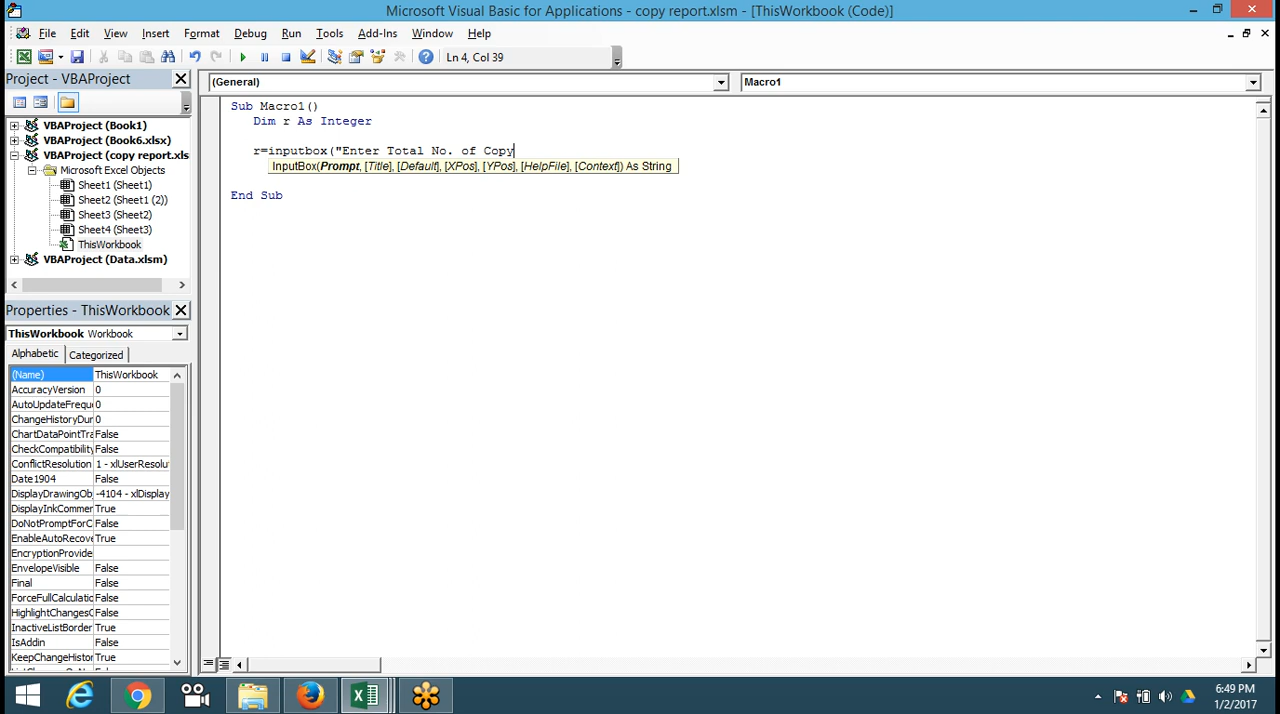 Microsoft Visual Basic for Applications - copy report.xlsm - [ThisWorkbook (Code)]
File Edit View Insert Format Debug Run Tools Add-Ins Window Help
Ln 4, Col 39
Project - VBAProject
(General)
Macro1
VBAProject (Book1)
VBAProject (Book6.xlsx)
VBAProject (copy report.xls
Microsoft Excel Objects
Sheet1 (Sheet1)
Sheet2 (Sheet1 (2))
Sheet3 (Sheet2)
Sheet4 (Sheet3)
ThisWorkbook
VBAProject (Data.xlsm)
Sub Macro1()
Dim r As Integer
r=inputbox("Enter Total No. of Copy
InputBox(Prompt, [Title], [Default], [XPos], [YPos], [HelpFile], [Context]) As String
End Sub
Properties - ThisWorkbook
ThisWorkbook Workbook
Alphabetic Categorized
(Name) ThisWorkbook
AccuracyVersion 0
AutoUpdateFreque 0
ChangeHistoryDur 0
ChartDataPointTra False
CheckCompatibility False
ConflictResolution 1 - xlUserResolu
Date1904 False
DisplayDrawingOb -4104 - xlDisplay
DisplayInkCommer True
DoNotPromptForC False
EnableAutoRecove True
EncryptionProvide
EnvelopeVisible False
Final False
ForceFullCalculatic False
HighlightChangesC False
InactiveListBorder True
IsAddin False
KeepChangeHistor True
6:49 PM
1/2/2017